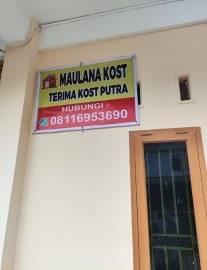 MAULANA KOST
TERIMA KOST PUTRA
HUBUNGI :
08116953690